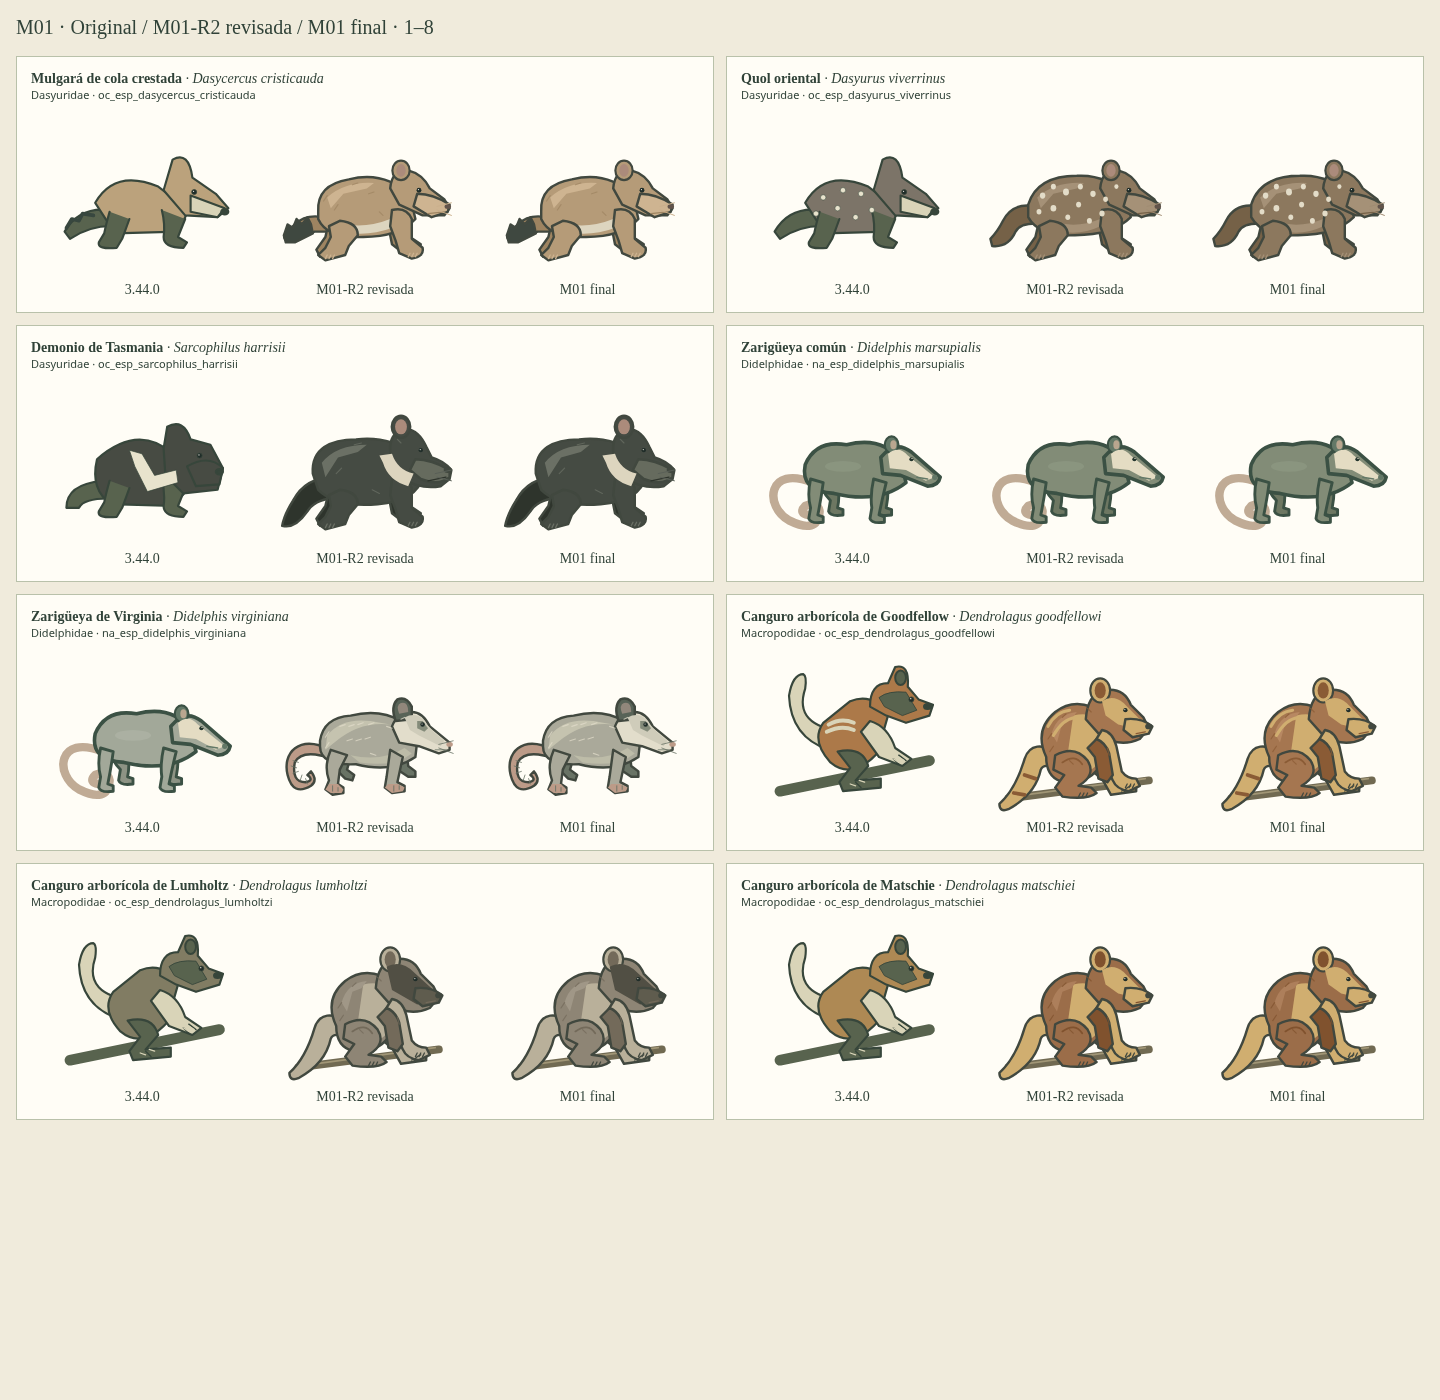 M01 · Original / M01-R2 revisada / M01 final · 1–8
Mulgará de cola crestada · Dasycercus cristicauda
Dasyuridae · oc_esp_dasycercus_cristicauda
3.44.0 M01-R2 revisada M01 final
Quol oriental · Dasyurus viverrinus
Dasyuridae · oc_esp_dasyurus_viverrinus
3.44.0 M01-R2 revisada M01 final
Demonio de Tasmania · Sarcophilus harrisii
Dasyuridae · oc_esp_sarcophilus_harrisii
3.44.0 M01-R2 revisada M01 final
Zarigüeya común · Didelphis marsupialis
Didelphidae · na_esp_didelphis_marsupialis
3.44.0 M01-R2 revisada M01 final
Zarigüeya de Virginia · Didelphis virginiana
Didelphidae · na_esp_didelphis_virginiana
3.44.0 M01-R2 revisada M01 final
Canguro arborícola de Goodfellow · Dendrolagus goodfellowi
Macropodidae · oc_esp_dendrolagus_goodfellowi
3.44.0 M01-R2 revisada M01 final
Canguro arborícola de Lumholtz · Dendrolagus lumholtzi
Macropodidae · oc_esp_dendrolagus_lumholtzi
3.44.0 M01-R2 revisada M01 final
Canguro arborícola de Matschie · Dendrolagus matschiei
Macropodidae · oc_esp_dendrolagus_matschiei
3.44.0 M01-R2 revisada M01 final